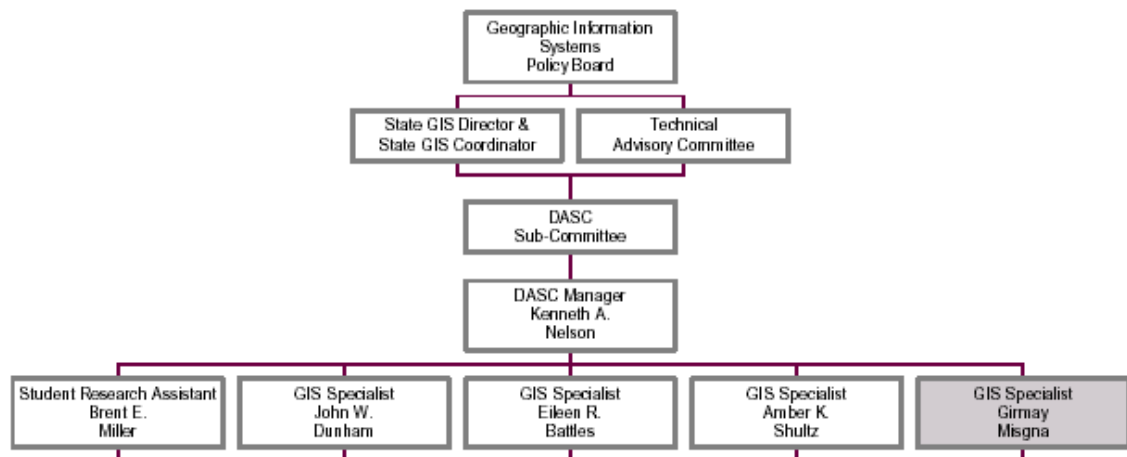 Geographic Information
Systems
Policy Board
State GIS Director &
State GIS Coordinator
Technical
Advisory Committee
DASC
Sub-Committee
DASC Manager
Kenneth A.
Nelson
Student Research Assistant
Brent E.
Miller
GIS Specialist
John W.
Dunham
GIS Specialist
Eileen R.
Battles
GIS Specialist
Amber K.
Shultz
GIS Specialist
Girmay
Misgna